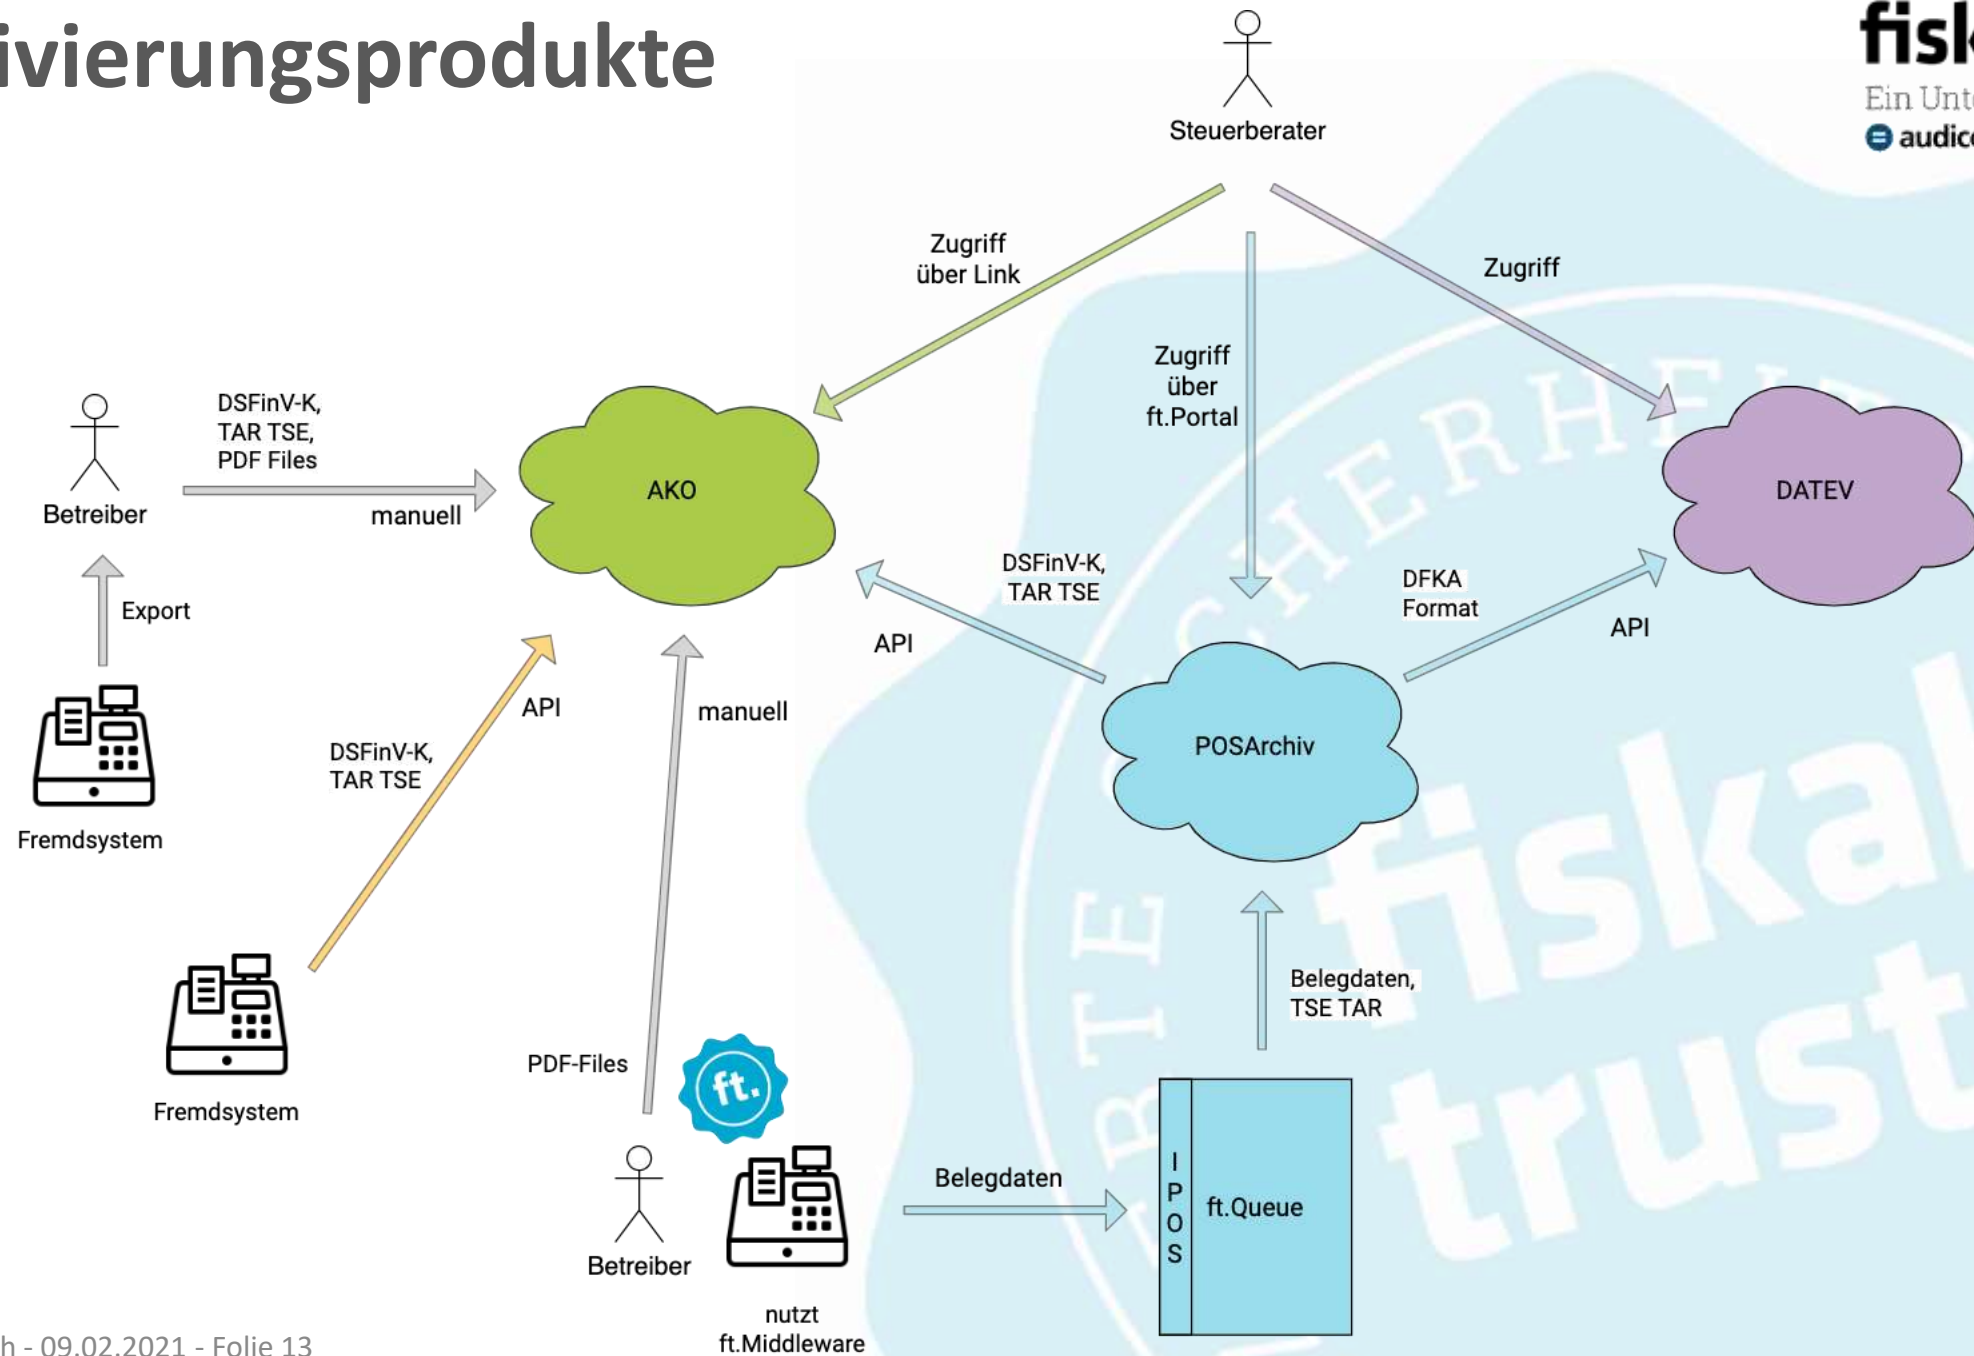 ivierungsprodukte
fisk
Ein Unt
audic
Steuerberater
Zugriff
über Link
Zugriff
Zugriff
über
ft.Portal
DSFinV-K,
TAR TSE,
PDF Files
manuell
Betreiber
AKO
DATEV
Export
DSFinV-K,
TAR TSE
API
DFKA
Format
API
Fremdsystem
DSFinV-K,
TAR TSE
API
manuell
POSArchiv
Fremdsystem
PDF-Files
ft.
Belegdaten,
TSE TAR
Betreiber
nutzt
ft.Middleware
Belegdaten
I
P
O
S
ft.Queue
CHERHEIT
BTE
fiskal
trust
h - 09.02.2021 - Folie 13